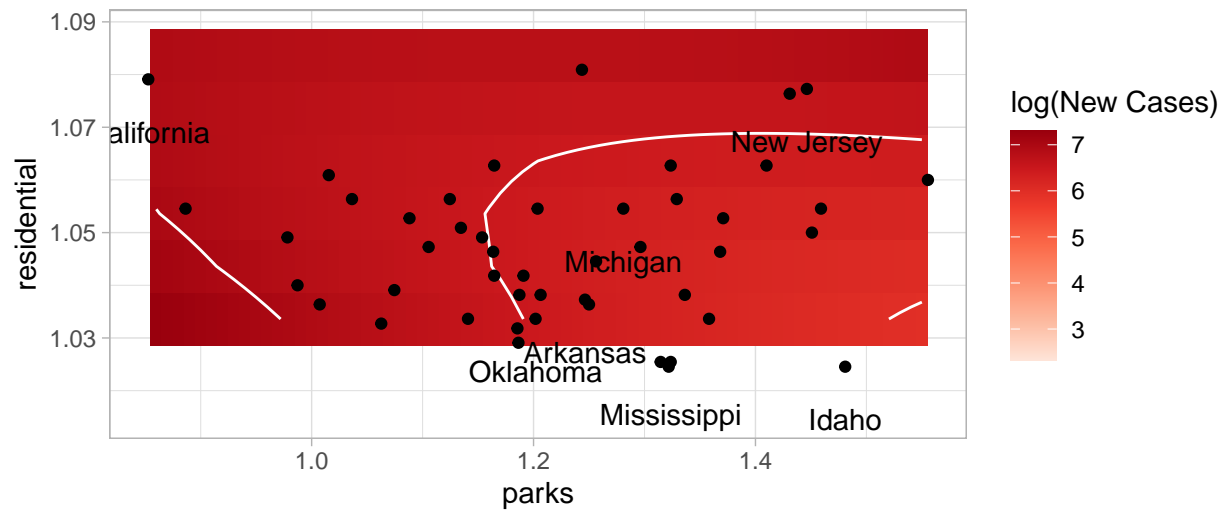 1.09
1.07
1.05
1.03
residential
alifornia
New Jersey
Michigan
Arkansas
Oklahoma
Mississippi
Idaho
1.0
1.2
1.4
parks
log(New Cases)
7
6
5
4
3